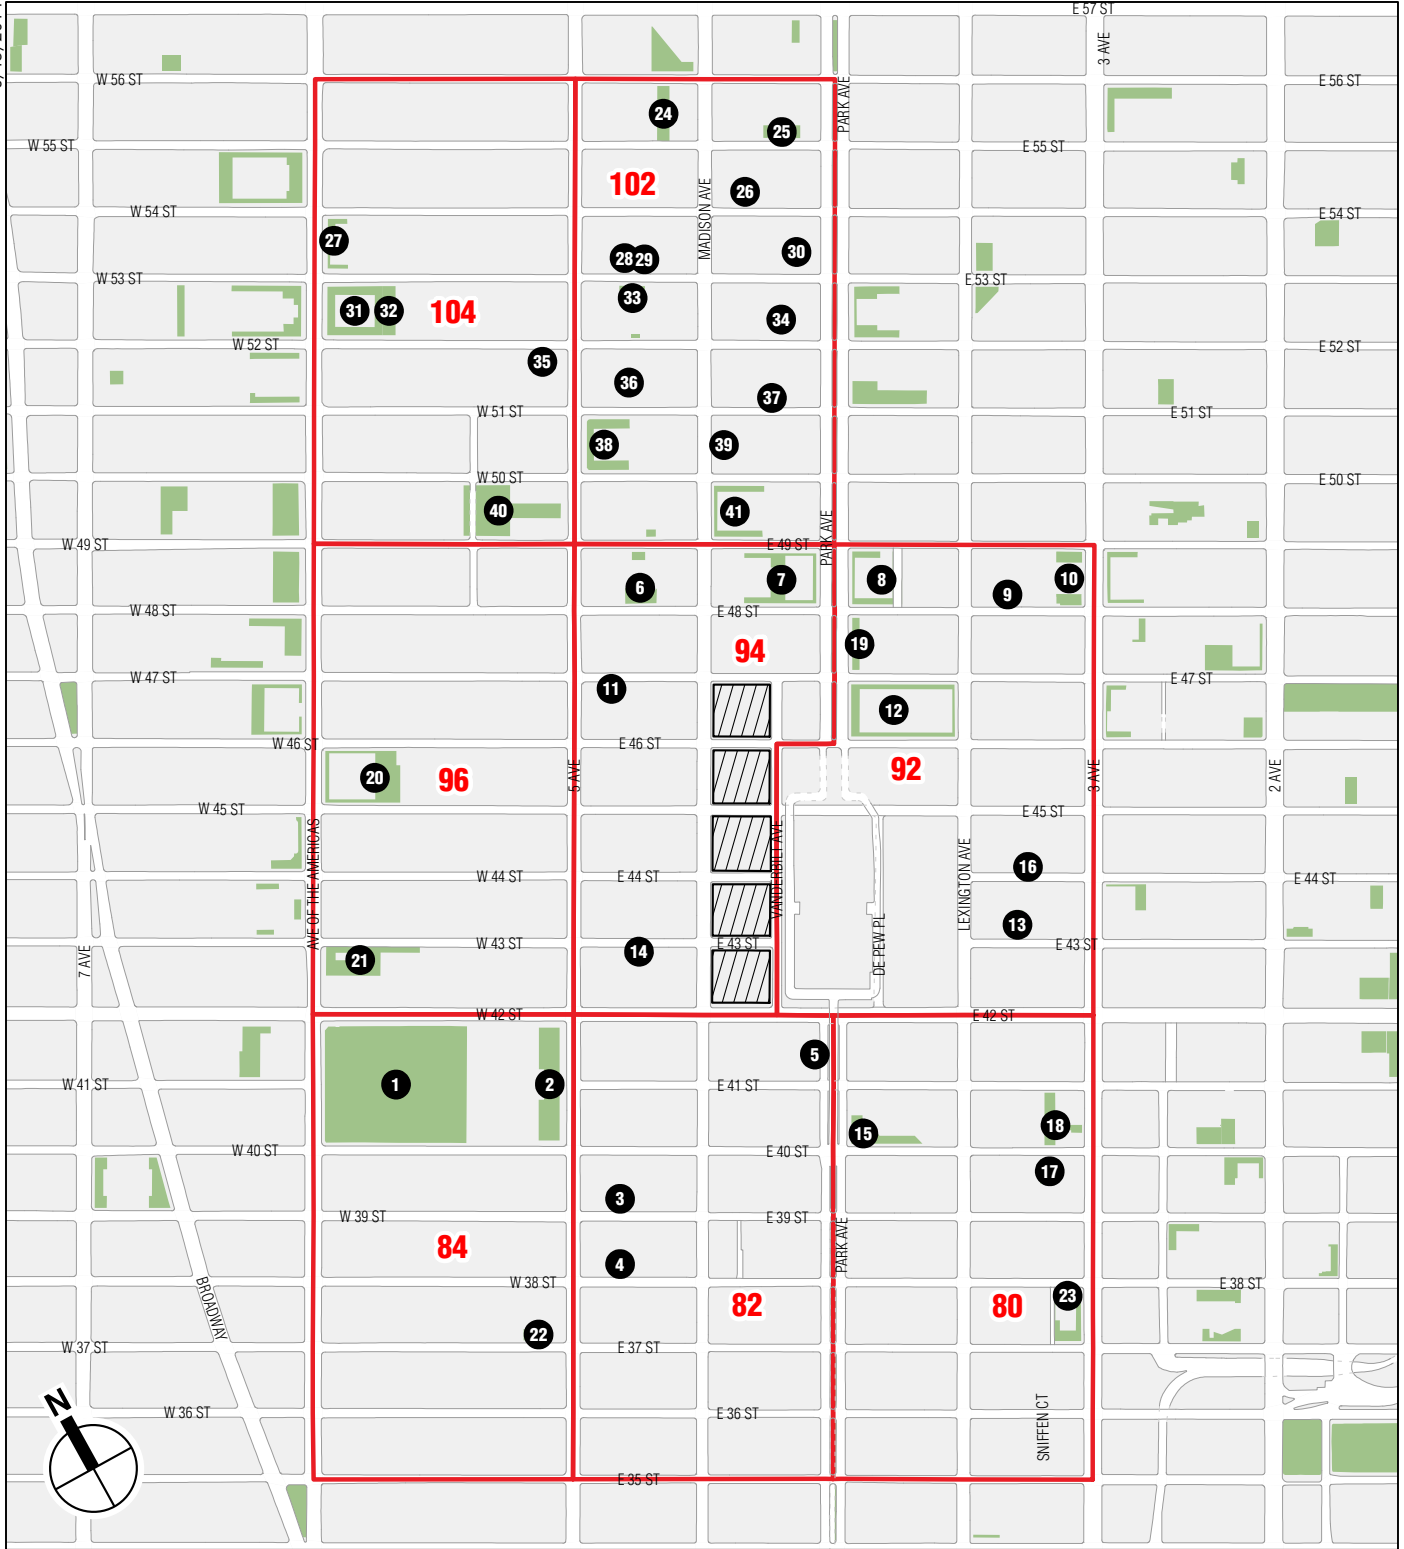 E 57 ST
3 AVE
W 56 ST
PARK AVE
E 56 ST
24
25
W 55 ST
E 55 ST
102
MADISON AVE
26
W 54 ST
E 54 ST
27
28
29
30
W 53 ST
E 53 ST
33
31
32
104
34
W 52 ST
E 52 ST
35
36
37
W 51 ST
E 51 ST
38
39
W 50 ST
E 50 ST
40
41
PARK AVE
W 49 ST
E 49 ST
6
7
8
9
10
W 48 ST
E 48 ST
94
19
W 47 ST
E 47 ST
11
12
W 46 ST
E 46 ST
20
96
5 AVE
92
3 AVE
2 AVE
W 45 ST
E 45 ST
AVE OF THE AMERICAS
VANDERBILT AVE
LEXINGTON AVE
16
W 44 ST
E 44 ST
E 44 ST
13
7 AVE
W 43 ST
14
E 43 ST
DE PEW PL
E 43 ST
21
W 42 ST
E 42 ST
5
W 41 ST
1
2
E 41 ST
15
18
W 40 ST
E 40 ST
17
3
W 39 ST
E 39 ST
PARK AVE
84
4
W 38 ST
E 38 ST
BROADWAY
82
80
23
22
W 37 ST
E 37 ST
N
W 36 ST
E 36 ST
SNIFFEN CT
E 35 ST